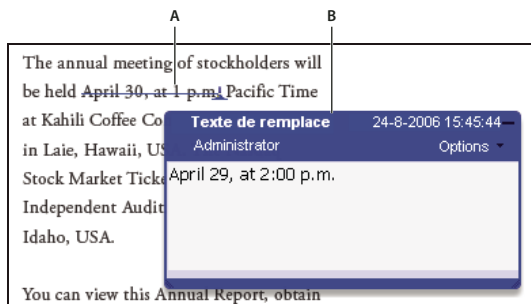 A
B
The annual meeting of stockholders will
be held April 30, at 1 p.m. Pacific Time
at Kahili Coffee Co
in Laie, Hawaii, US
Stock Market Ticke
Independent Audit
Idaho, USA.
Texte de remplace
24-8-2006 15:45:44
Administrator
Options
April 29, at 2:00 p.m.
You can view this Annual Report, obtain